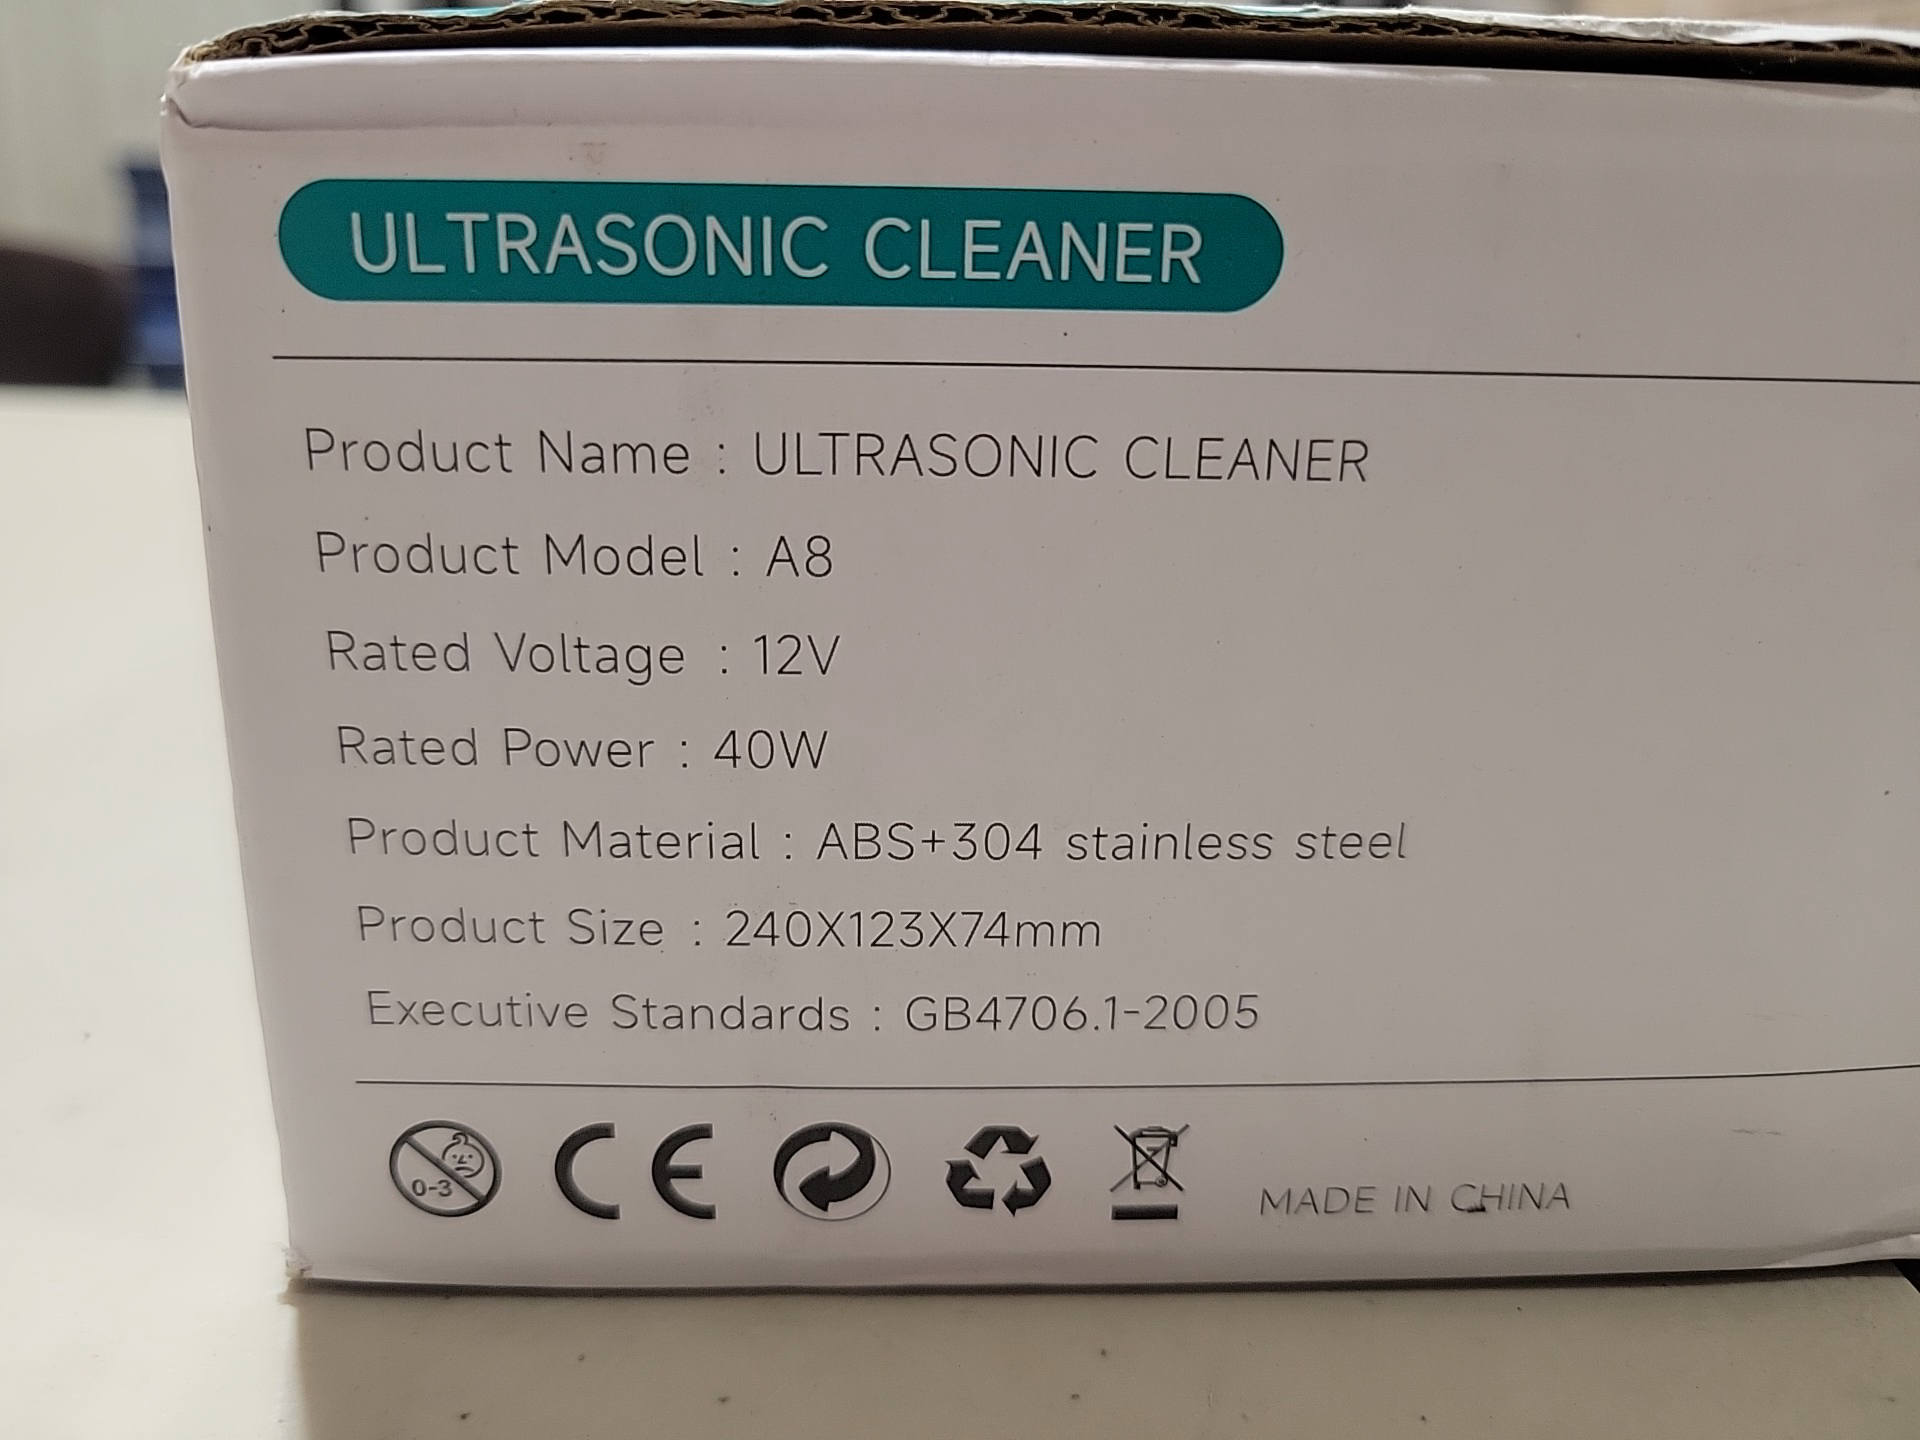 ULTRASONIC CLEANER
Product Name : ULTRASONIC CLEANER
Product Model : A8
Rated Voltage : 12V
Rated Power : 40W
Product Material : ABS+304 stainless steel
Product Size : 240X123X74mm
Executive Standards : GB4706.1-2005
0-3 CE MADE IN CHINA